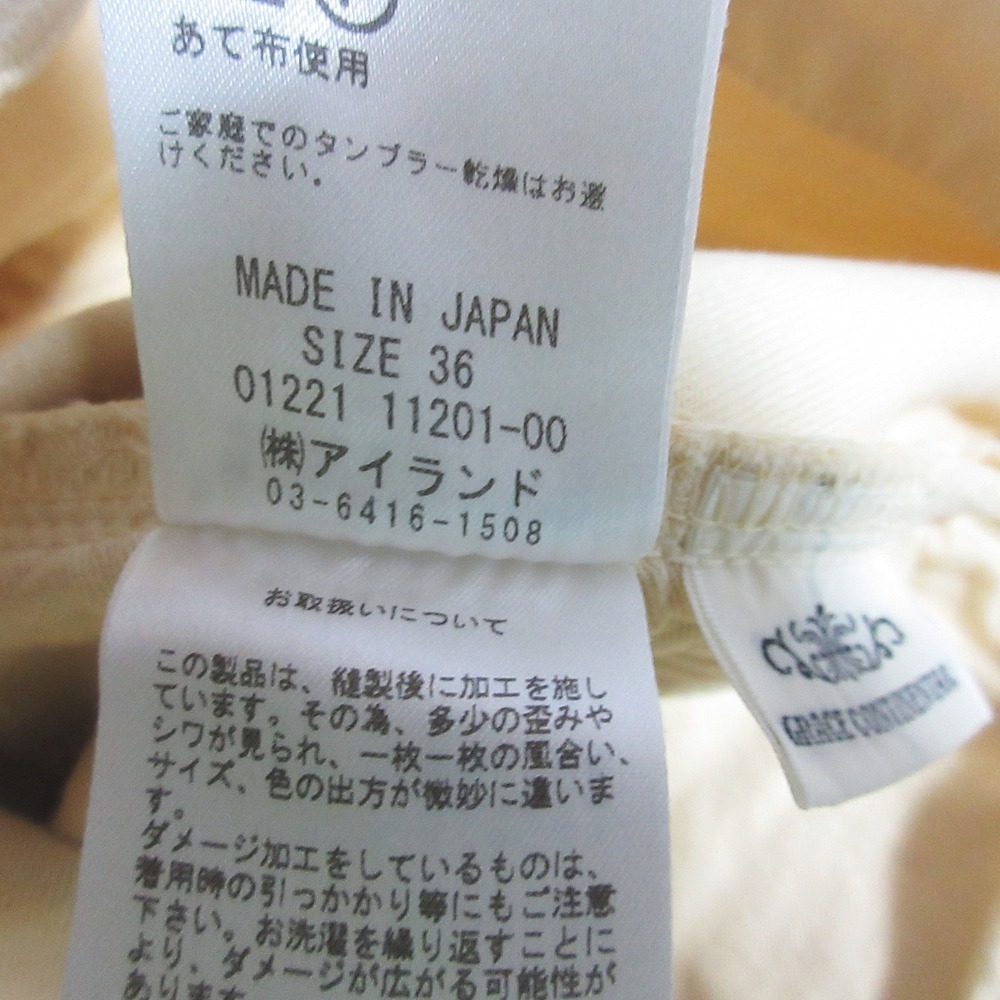 あて布使用
ご家庭でのタンブラー乾燥はお避
けください。
MADE IN JAPAN
SIZE 36
01221 11201-00
㈱アイランド
03-6416-1508
お取扱いについて
この製品は、縫製後に加工を施し
ています。その為、多少の歪みや
シワが見られ、一枚一枚の風合い、
サイズ、色の出方が微妙に違いま
す。
ダメージ加工をしているものは、
着用時の引っかかり等にもご注意
下さい。お洗濯を繰り返すことに
より、ダメージが広がる可能性が
あります
GRACE CONTINENTAL